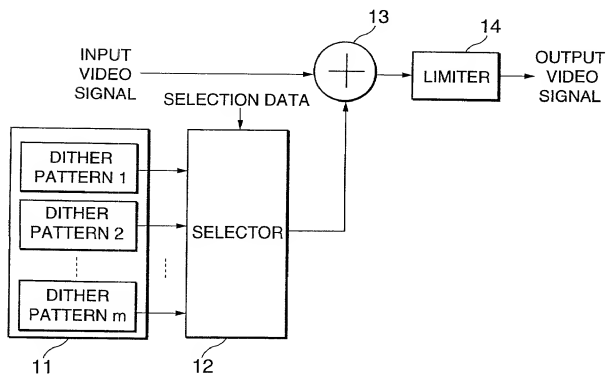 13
14
INPUT
VIDEO
SIGNAL
LIMITER
OUTPUT
VIDEO
SIGNAL
SELECTION DATA
DITHER
PATTERN 1
DITHER
PATTERN 2
SELECTOR
DITHER
PATTERN m
11
12